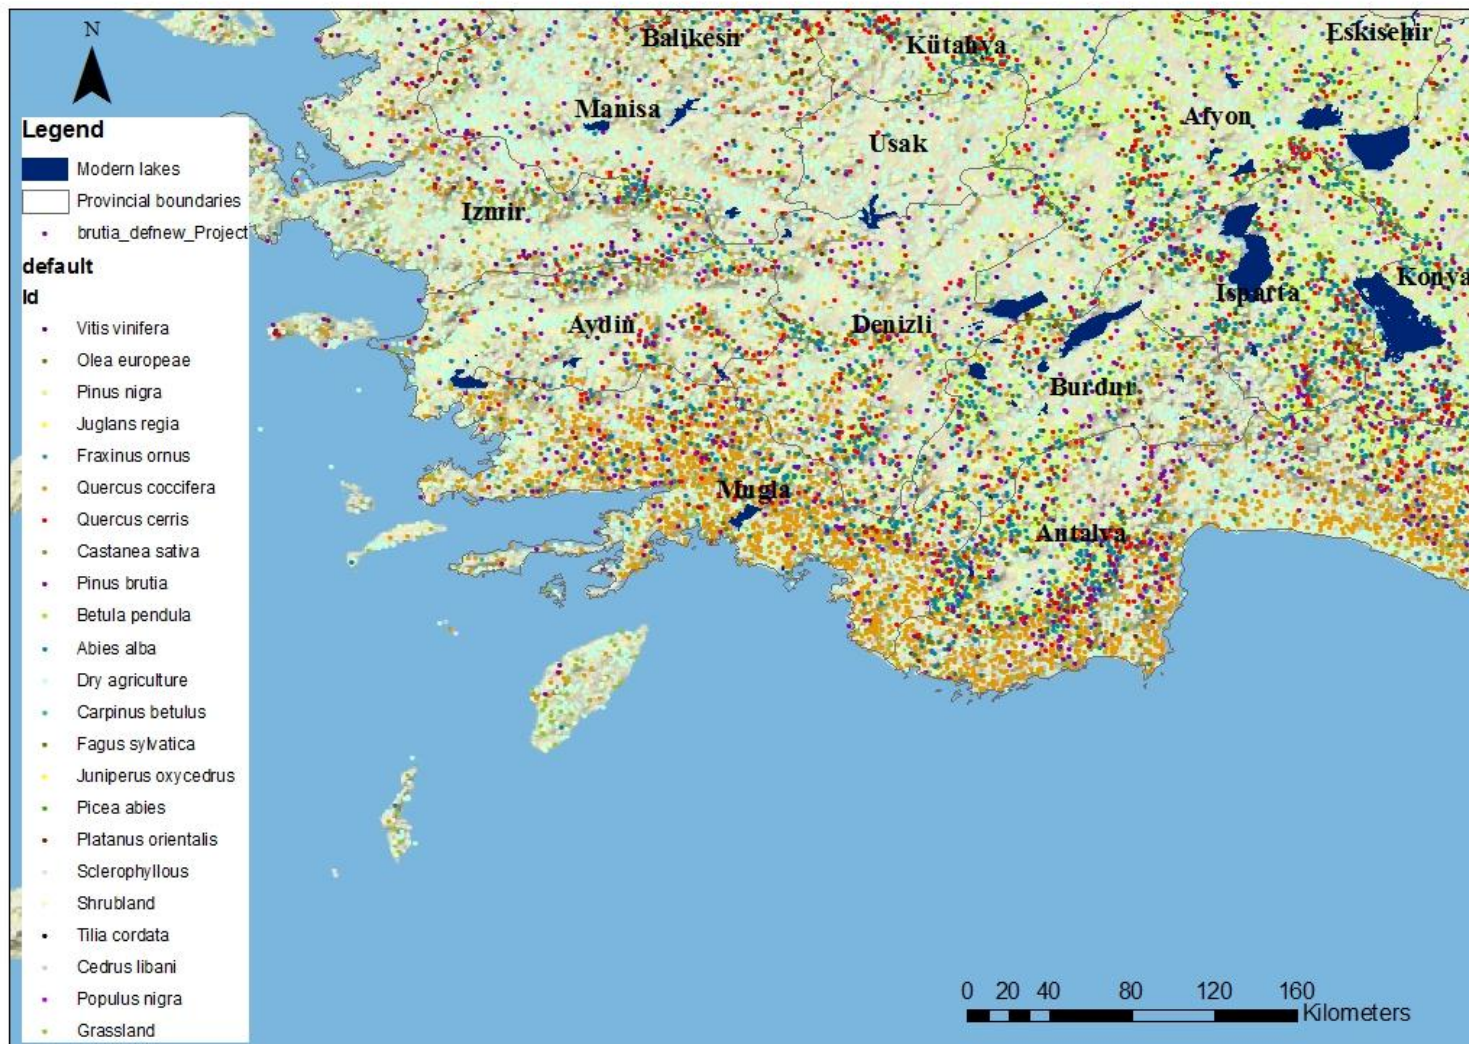 N
Balikesir
Kütahya
Eskisehir
Manisa
Usak
Afyon
Izmir
Isparta
Konya
Aydin
Denizli
Burdur
Mugla
Antalya
Legend
Modern lakes
Provincial boundaries
brutia_defnew_Project
default
Id
Vitis vinifera
Olea europeae
Pinus nigra
Juglans regia
Fraxinus ornus
Quercus coccifera
Quercus cerris
Castanea sativa
Pinus brutia
Betula pendula
Abies alba
Dry agriculture
Carpinus betulus
Fagus sylvatica
Juniperus oxycedrus
Picea abies
Platanus orientalis
Sclerophyllous
Shrubland
Tilia cordata
Cedrus libani
Populus nigra
Grassland
0 20 40 80 120 160
Kilometers